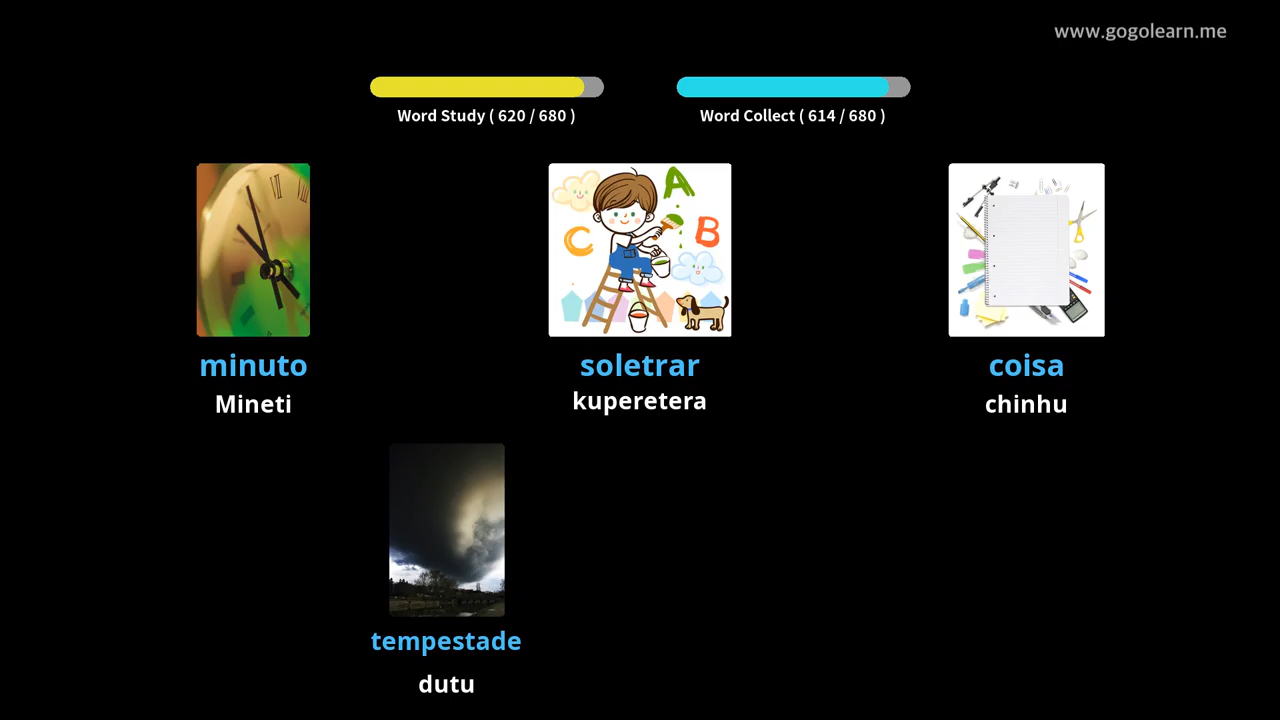 www.gogolearn.me
Word Study ( 620 / 680 )
Word Collect ( 614 / 680 )
A
B
C
minuto
soletrar
coisa
Mineti
kuperetera
chinhu
tempestade
dutu